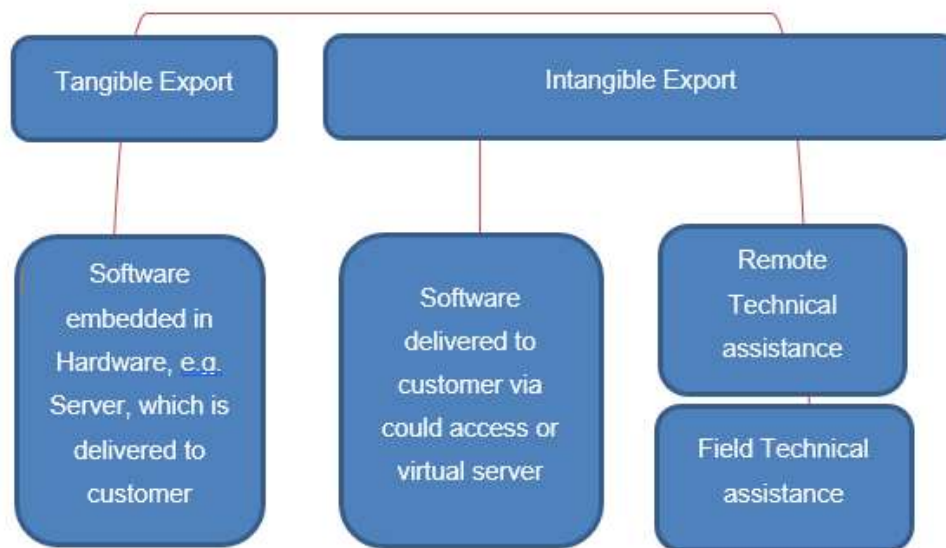 Tangible Export
Intangible Export
Software
embedded in
Hardware, e.g.
Server, which is
delivered to
customer
Software
delivered to
customer via
could access or
virtual server
Remote
Technical
assistance
Field Technical
assistance